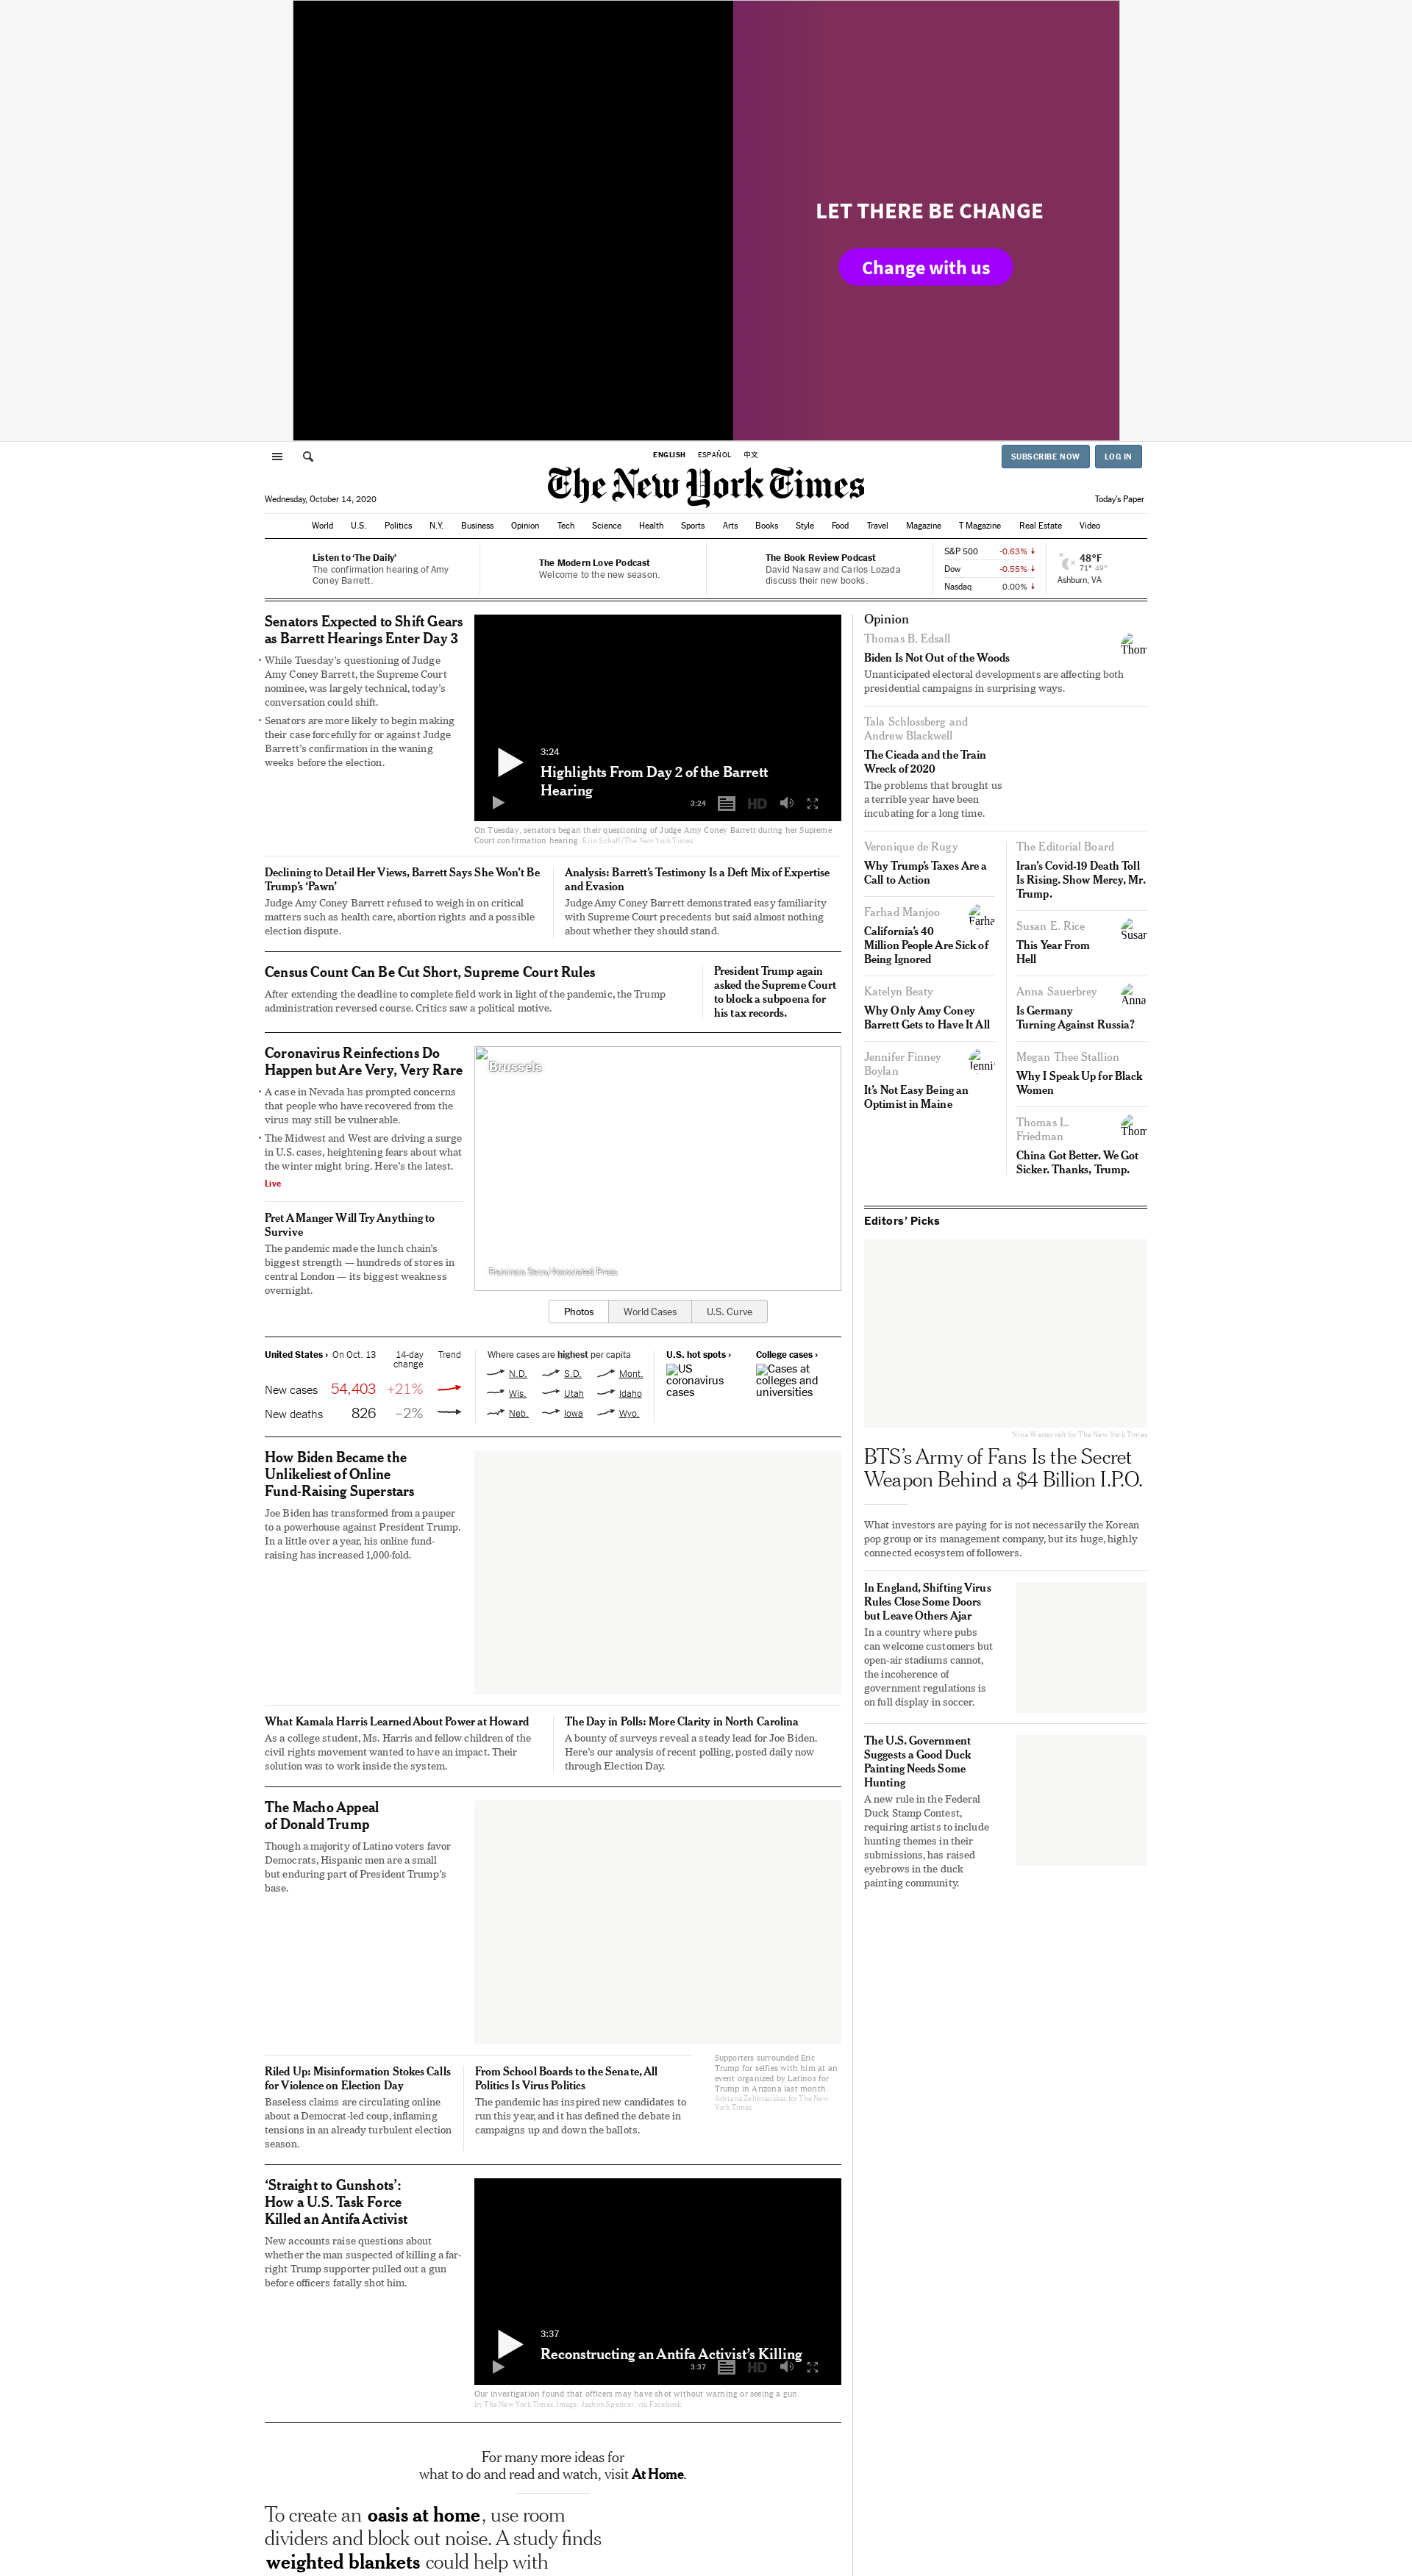 LET THERE BE CHANGE
Change with us
ENGLISH ESPAÑOL 中文
SUBSCRIBE NOW LOG IN
The New York Times
Wednesday, October 14, 2020
Today's Paper
World U.S. Politics N.Y. Business Opinion Tech Science Health Sports Arts Books Style Food Travel Magazine T Magazine Real Estate Video
Listen to ‘The Daily’
The confirmation hearing of Amy
Coney Barrett.
The Modern Love Podcast
Welcome to the new season.
The Book Review Podcast
David Nasaw and Carlos Lozada
discuss their new books.
S&P 500 -0.63% ↓
Dow -0.55% ↓
Nasdaq 0.00% ↓
48°F
71° 49°
Ashburn, VA
Senators Expected to Shift Gears
as Barrett Hearings Enter Day 3
• While Tuesday’s questioning of Judge
Amy Coney Barrett, the Supreme Court
nominee, was largely technical, today’s
conversation could shift.
• Senators are more likely to begin making
their case forcefully for or against Judge
Barrett’s confirmation in the waning
weeks before the election.
3:24
Highlights From Day 2 of the Barrett
Hearing
3:24 HD
On Tuesday, senators began their questioning of Judge Amy Coney Barrett during her Supreme
Court confirmation hearing. Erin Schaff/The New York Times
Declining to Detail Her Views, Barrett Says She Won’t Be
Trump’s ‘Pawn’
Judge Amy Coney Barrett refused to weigh in on critical
matters such as health care, abortion rights and a possible
election dispute.
Analysis: Barrett’s Testimony Is a Deft Mix of Expertise
and Evasion
Judge Amy Coney Barrett demonstrated easy familiarity
with Supreme Court precedents but said almost nothing
about whether they should stand.
Census Count Can Be Cut Short, Supreme Court Rules
After extending the deadline to complete field work in light of the pandemic, the Trump
administration reversed course. Critics saw a political motive.
President Trump again
asked the Supreme Court
to block a subpoena for
his tax records.
Coronavirus Reinfections Do
Happen but Are Very, Very Rare
• A case in Nevada has prompted concerns
that people who have recovered from the
virus may still be vulnerable.
• The Midwest and West are driving a surge
in U.S. cases, heightening fears about what
the winter might bring. Here’s the latest.
Live
Pret A Manger Will Try Anything to
Survive
The pandemic made the lunch chain’s
biggest strength — hundreds of stores in
central London — its biggest weakness
overnight.
Brussels
Francisco Seco/Associated Press
Photos World Cases U.S. Curve
United States › On Oct. 13 14-day
change Trend
New cases 54,403 +21%
New deaths 826 –2%
Where cases are highest per capita
N.D. S.D. Mont.
Wis. Utah Idaho
Neb. Iowa Wyo.
U.S. hot spots ›
US
coronavirus
cases
College cases ›
Cases at
colleges and
universities
How Biden Became the
Unlikeliest of Online
Fund-Raising Superstars
Joe Biden has transformed from a pauper
to a powerhouse against President Trump.
In a little over a year, his online fund-
raising has increased 1,000-fold.
What Kamala Harris Learned About Power at Howard
As a college student, Ms. Harris and fellow children of the
civil rights movement wanted to have an impact. Their
solution was to work inside the system.
The Day in Polls: More Clarity in North Carolina
A bounty of surveys reveal a steady lead for Joe Biden.
Here’s our analysis of recent polling, posted daily now
through Election Day.
The Macho Appeal
of Donald Trump
Though a majority of Latino voters favor
Democrats, Hispanic men are a small
but enduring part of President Trump’s
base.
Supporters surrounded Eric
Trump for selfies with him at an
event organized by Latinos for
Trump in Arizona last month.
Adriana Zehbrauskas for The New
York Times
Riled Up: Misinformation Stokes Calls
for Violence on Election Day
Baseless claims are circulating online
about a Democrat-led coup, inflaming
tensions in an already turbulent election
season.
From School Boards to the Senate, All
Politics Is Virus Politics
The pandemic has inspired new candidates to
run this year, and it has defined the debate in
campaigns up and down the ballots.
‘Straight to Gunshots’:
How a U.S. Task Force
Killed an Antifa Activist
New accounts raise questions about
whether the man suspected of killing a far-
right Trump supporter pulled out a gun
before officers fatally shot him.
3:37
Reconstructing an Antifa Activist’s Killing
3:37 HD
Our investigation found that officers may have shot without warning or seeing a gun.
by The New York Times. Image: Jashon Spencer, via Facebook
For many more ideas for
what to do and read and watch, visit At Home.
To create an oasis at home, use room
dividers and block out noise. A study finds
weighted blankets could help with
Opinion
Thomas B. Edsall
Thom
Biden Is Not Out of the Woods
Unanticipated electoral developments are affecting both
presidential campaigns in surprising ways.
Tala Schlossberg and
Andrew Blackwell
The Cicada and the Train
Wreck of 2020
The problems that brought us
a terrible year have been
incubating for a long time.
Veronique de Rugy
Why Trump’s Taxes Are a
Call to Action
Farhad Manjoo
Farha
California’s 40
Million People Are Sick of
Being Ignored
Katelyn Beaty
Why Only Amy Coney
Barrett Gets to Have It All
Jennifer Finney
Boylan
Jenni
It’s Not Easy Being an
Optimist in Maine
The Editorial Board
Iran’s Covid-19 Death Toll
Is Rising. Show Mercy, Mr.
Trump.
Susan E. Rice
Susan
This Year From
Hell
Anna Sauerbrey
Anna
Is Germany
Turning Against Russia?
Megan Thee Stallion
Why I Speak Up for Black
Women
Thomas L.
Friedman
Thom
China Got Better. We Got
Sicker. Thanks, Trump.
Editors’ Picks
Nina Westervelt for The New York Times
BTS’s Army of Fans Is the Secret
Weapon Behind a $4 Billion I.P.O.
What investors are paying for is not necessarily the Korean
pop group or its management company, but its huge, highly
connected ecosystem of followers.
In England, Shifting Virus
Rules Close Some Doors
but Leave Others Ajar
In a country where pubs
can welcome customers but
open-air stadiums cannot,
the incoherence of
government regulations is
on full display in soccer.
The U.S. Government
Suggests a Good Duck
Painting Needs Some
Hunting
A new rule in the Federal
Duck Stamp Contest,
requiring artists to include
hunting themes in their
submissions, has raised
eyebrows in the duck
painting community.